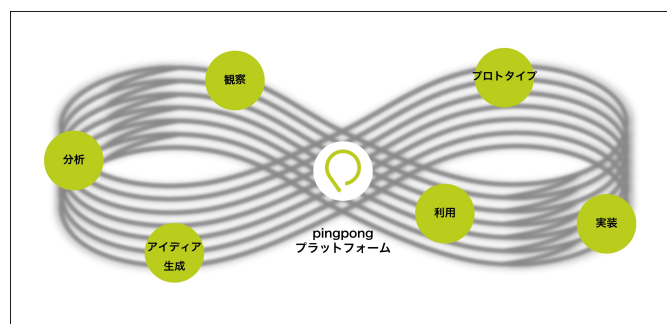 観察
プロトタイプ
分析
利用
実装
アイディア
生成
pingpong
プラットフォーム